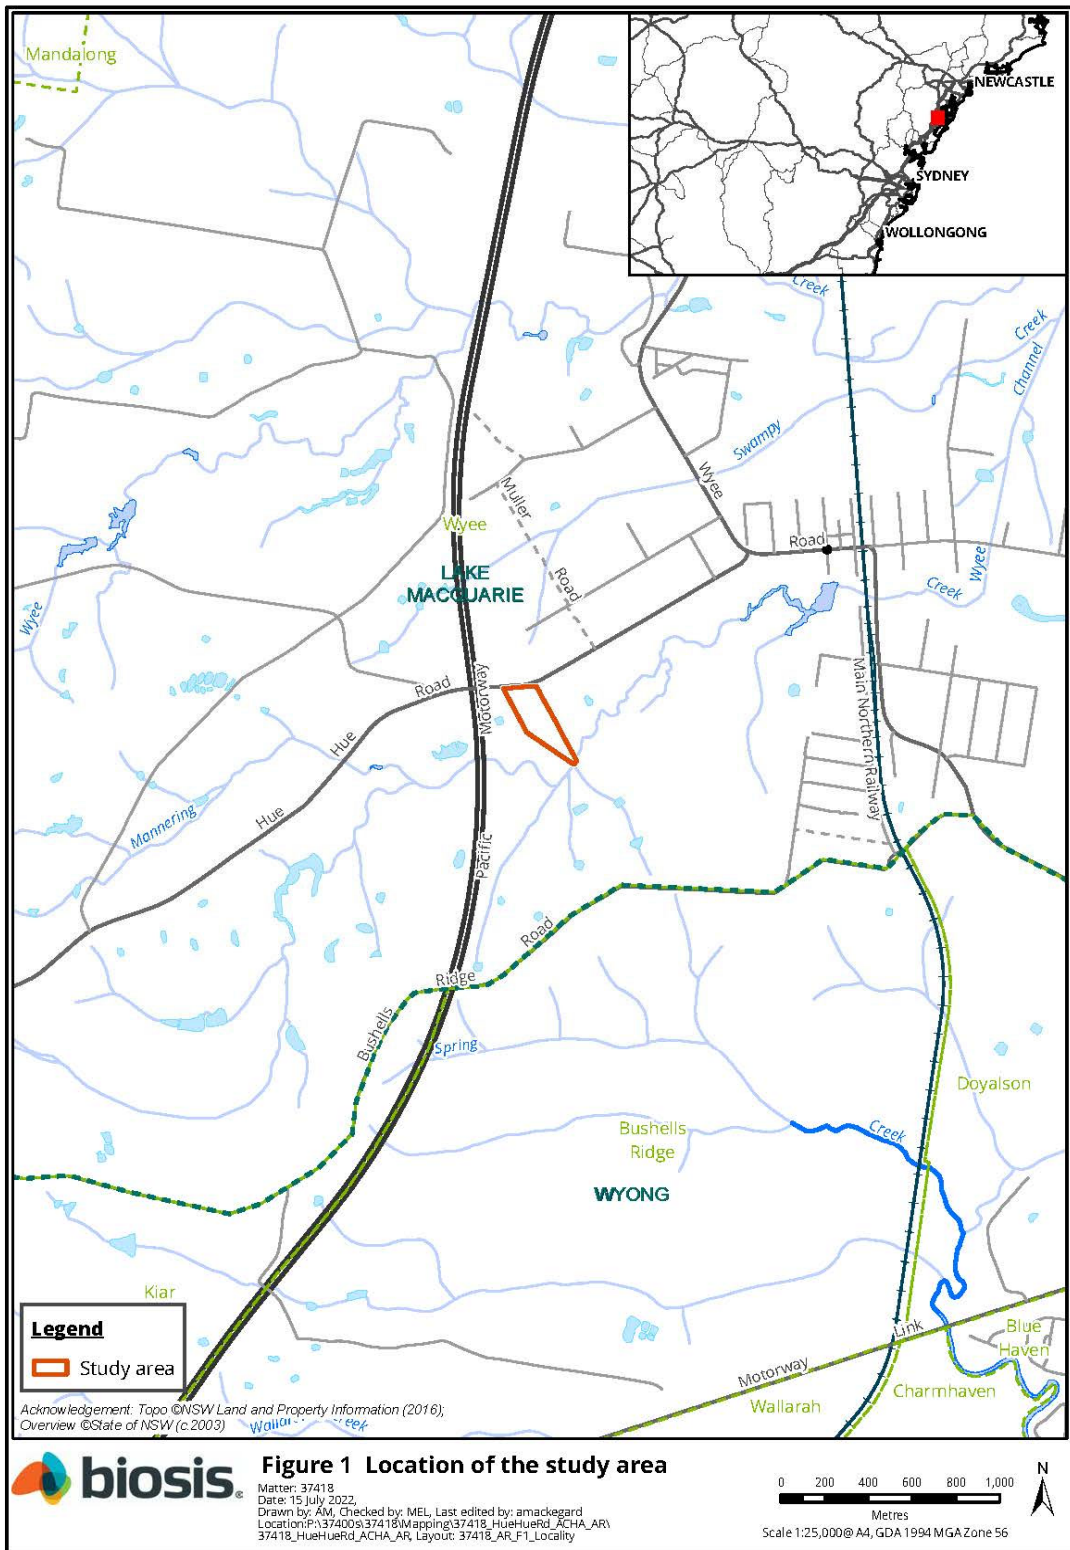 Mandalong
NEWCASTLE
SYDNEY
WOLLONGONG
Creek
Creek
Channel
Swampy
Wyee
Muller
Wyee
Road
Road
LAKE
MACQUARIE
Wyee
Creek
Wyee
Road
Motorway
Main Northern Railway
Hue
Hue
Mannering
Pacific
Road
Ridge
Bushells
Spring
Doyalson
Creek
Bushells
Ridge
WYONG
Kiar
Link
Blue
Haven
Motorway
Charmhaven
Wallarah
Legend
Study area
Acknowledgement: Topo ©NSW Land and Property Information (2016);
Overview ©State of NSW (c.2003)
biosis.
Figure 1 Location of the study area
Matter: 37418
Date: 15 July 2022,
Drawn by: AM, Checked by: MEL, Last edited by: amackegard
Location:P:\37400s\37418\Mapping\37418_HueHueRd_ACHA_AR\
37418_HueHueRd_ACHA_AR, Layout: 37418_AR_F1_Locality
0 200 400 600 800 1,000
Metres
Scale 1:25,000@ A4, GDA 1994 MGA Zone 56
N